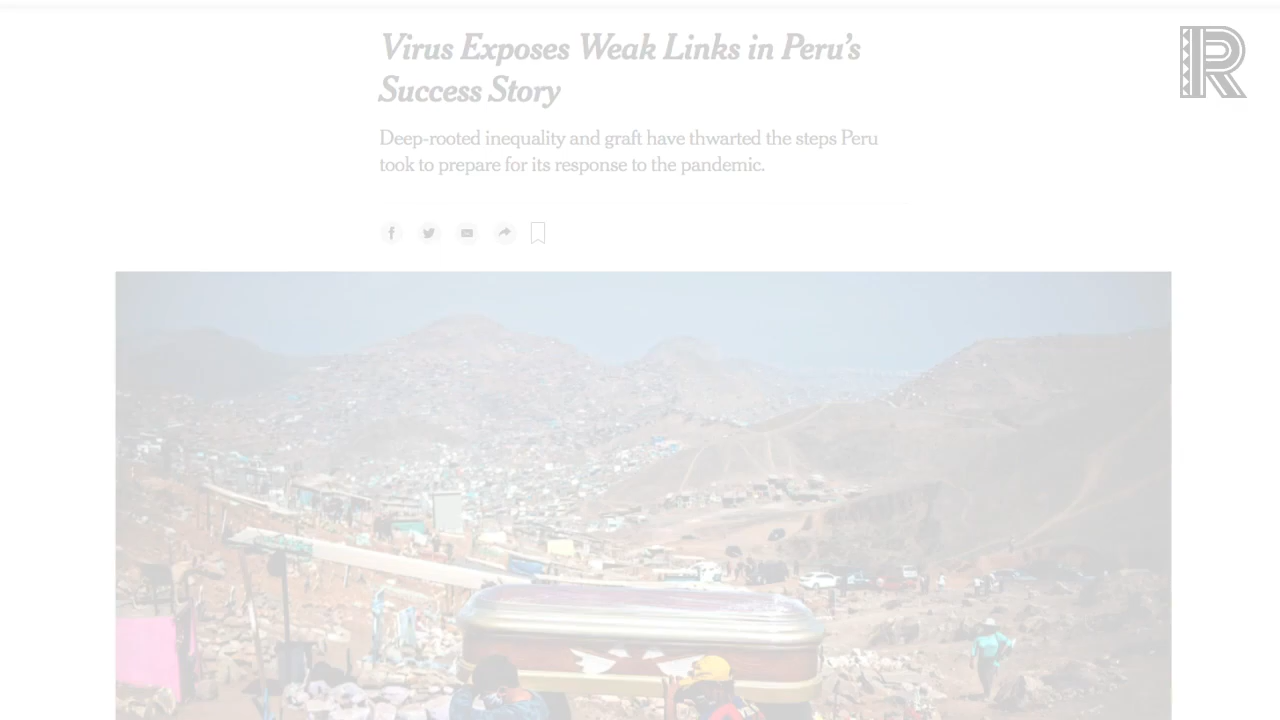 Virus Exposes Weak Links in Peru's
Success Story
R
Deep-rooted inequality and graft have thwarted the steps Peru
took to prepare for its response to the pandemic.